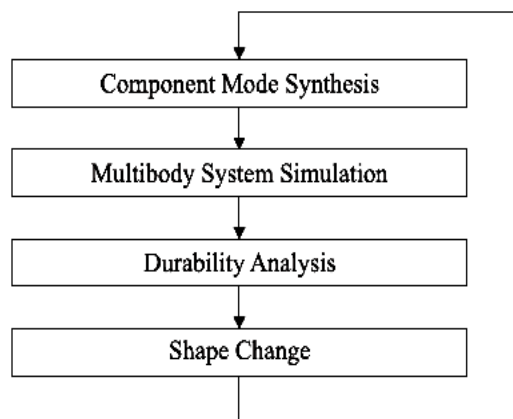 Component Mode Synthesis
Multibody System Simulation
Durability Analysis
Shape Change